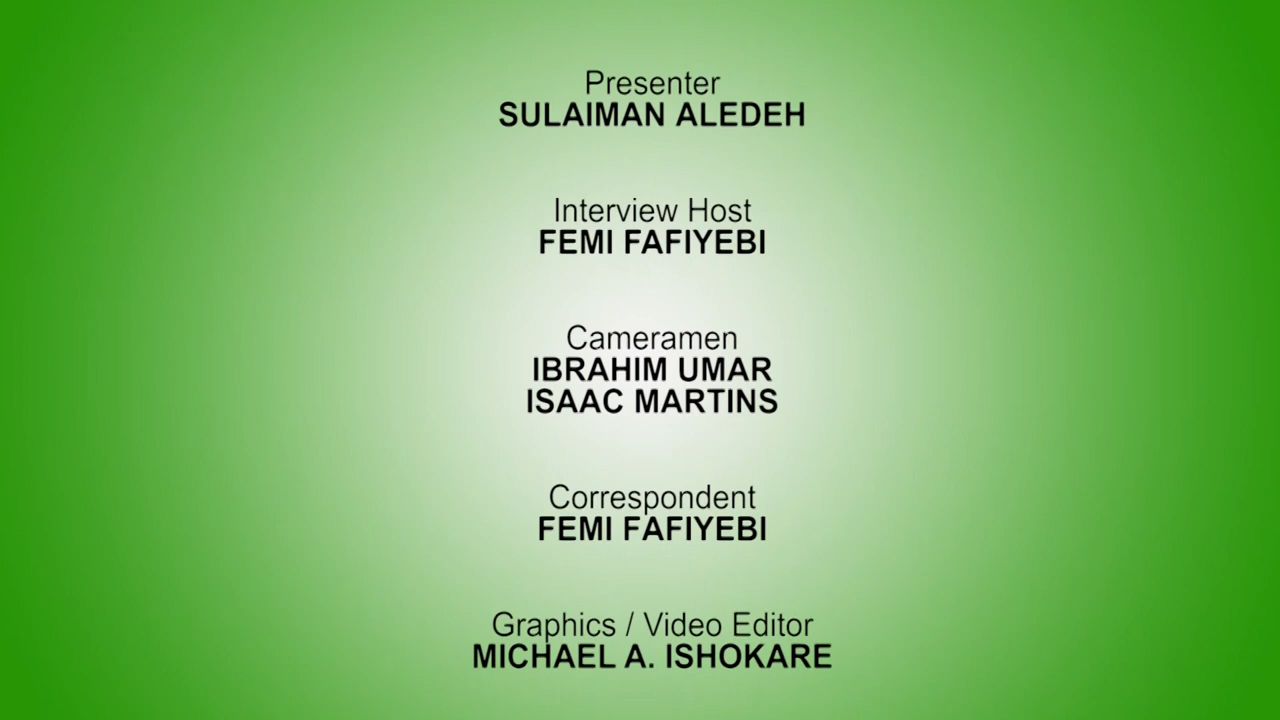 Presenter
SULAIMAN ALEDEH
Interview Host
FEMI FAFIYEBI
Cameramen
IBRAHIM UMAR
ISAAC MARTINS
Correspondent
FEMI FAFIYEBI
Graphics / Video Editor
MICHAEL A. ISHOKARE